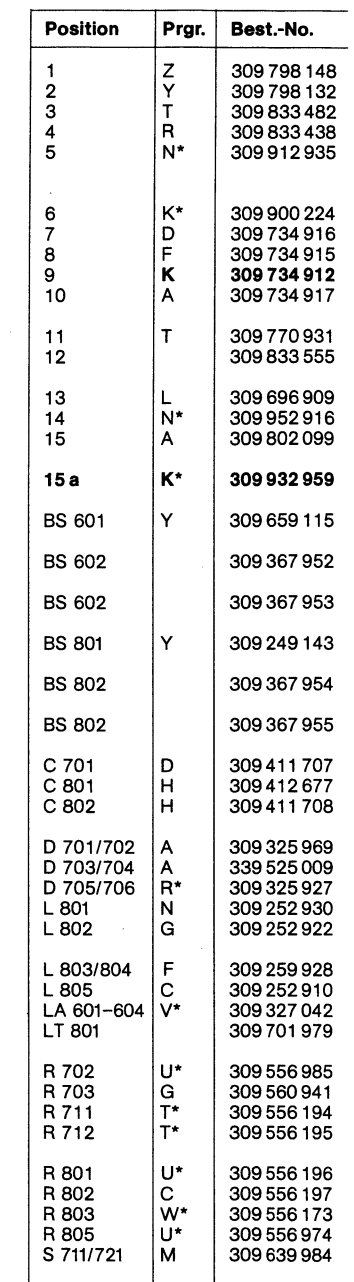 Position Prgr. Best.-No.
1 Z 309 798 148
2 Y 309 798 132
3 T 309 833 482
4 R 309 833 438
5 N* 309 912 935
6 K* 309 900 224
7 D 309 734 916
8 F 309 734 915
9 K 309 734 912
10 A 309 734 917
11 T 309 770 931
12 309 833 555
13 L 309 696 909
14 N* 309 952 916
15 A 309 802 099
15 a K* 309 932 959
BS 601 Y 309 659 115
BS 602 309 367 952
BS 602 309 367 953
BS 801 Y 309 249 143
BS 802 309 367 954
BS 802 309 367 955
C 701 D 309 411 707
C 801 H 309 412 677
C 802 H 309 411 708
D 701/702 A 309 325 969
D 703/704 A 339 525 009
D 705/706 R* 309 325 927
L 801 N 309 252 930
L 802 G 309 252 922
L 803/804 F 309 259 928
L 805 C 309 252 910
LA 601–604 V* 309 327 042
LT 801 309 701 979
R 702 U* 309 556 985
R 703 G 309 560 941
R 711 T* 309 556 194
R 712 T* 309 556 195
R 801 U* 309 556 196
R 802 C 309 556 197
R 803 W* 309 556 173
R 805 U* 309 556 974
S 711/721 M 309 639 984